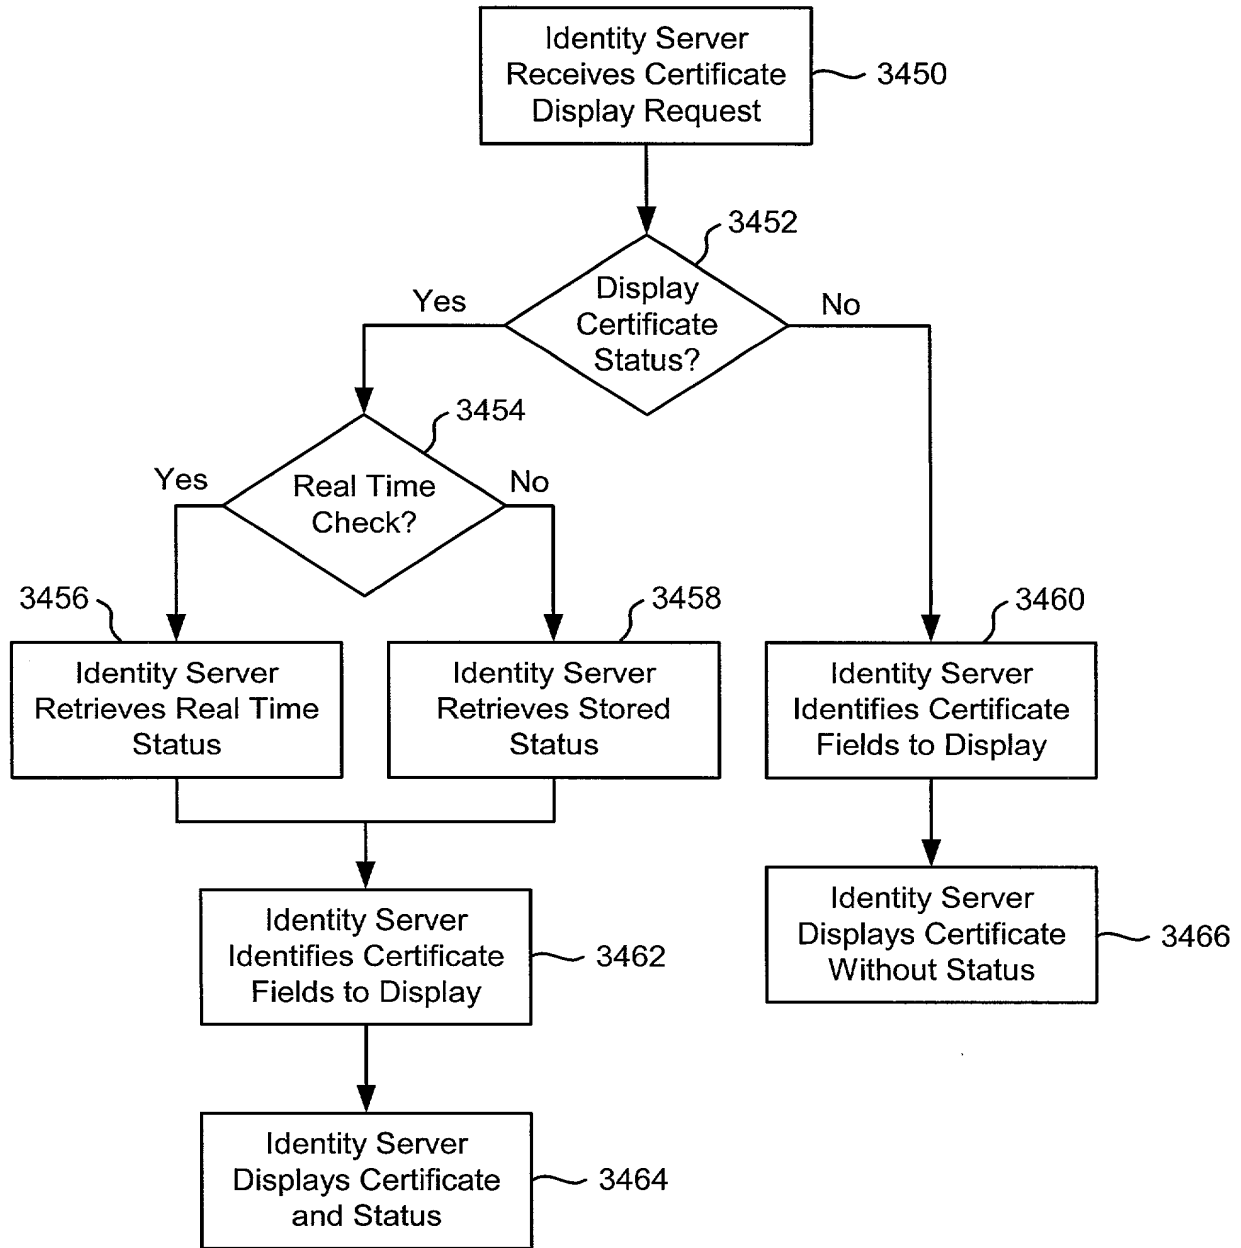 Identity Server
Receives Certificate
Display Request
3450
3452
Display
Certificate
Status?
Yes
No
3454
Real Time
Check?
Yes
No
3456
Identity Server
Retrieves Real Time
Status
3458
Identity Server
Retrieves Stored
Status
3460
Identity Server
Identifies Certificate
Fields to Display
Identity Server
Identifies Certificate
Fields to Display
3462
Identity Server
Displays Certificate
Without Status
3466
Identity Server
Displays Certificate
and Status
3464